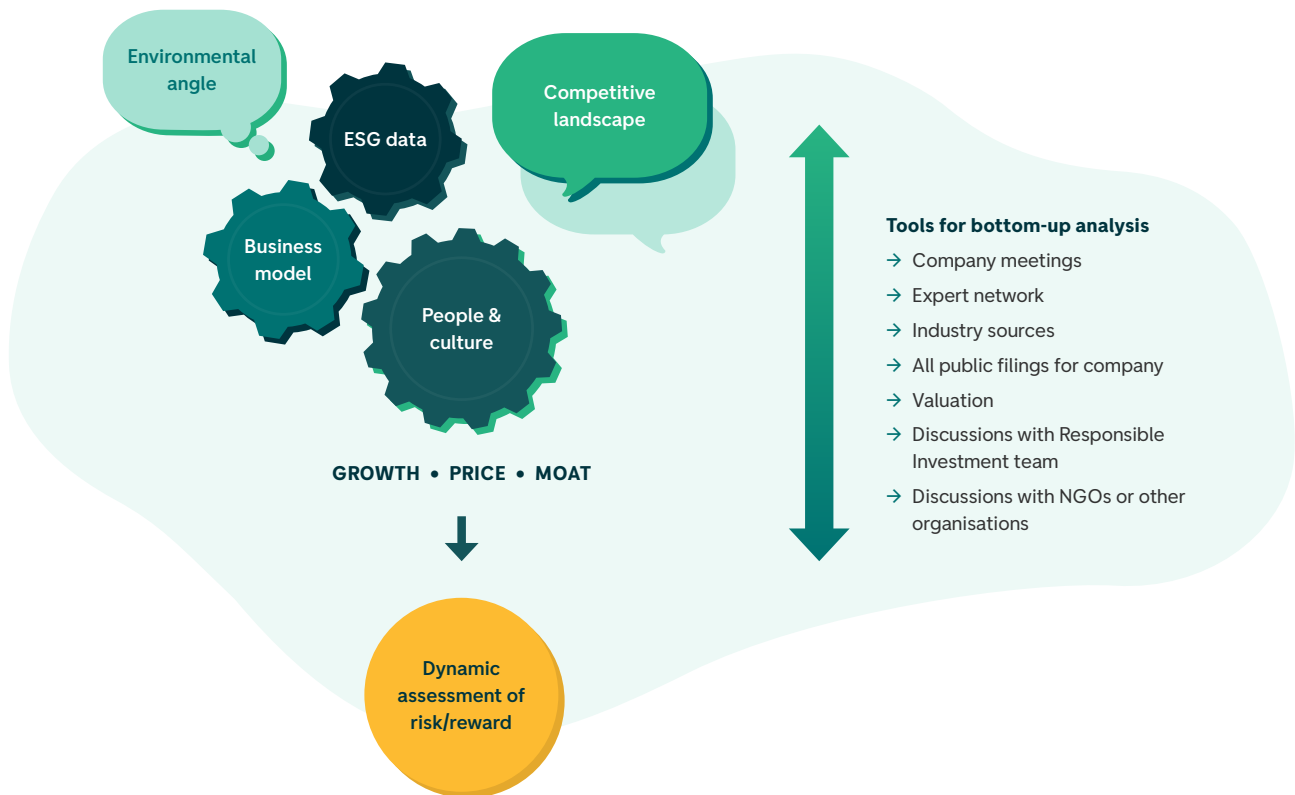 Environmental
angle
ESG data
Competitive
landscape
Business
model
People &
culture
GROWTH • PRICE • MOAT
Dynamic
assessment of
risk/reward
Tools for bottom-up analysis
→ Company meetings
→ Expert network
→ Industry sources
→ All public filings for company
→ Valuation
→ Discussions with Responsible
Investment team
→ Discussions with NGOs or other
organisations